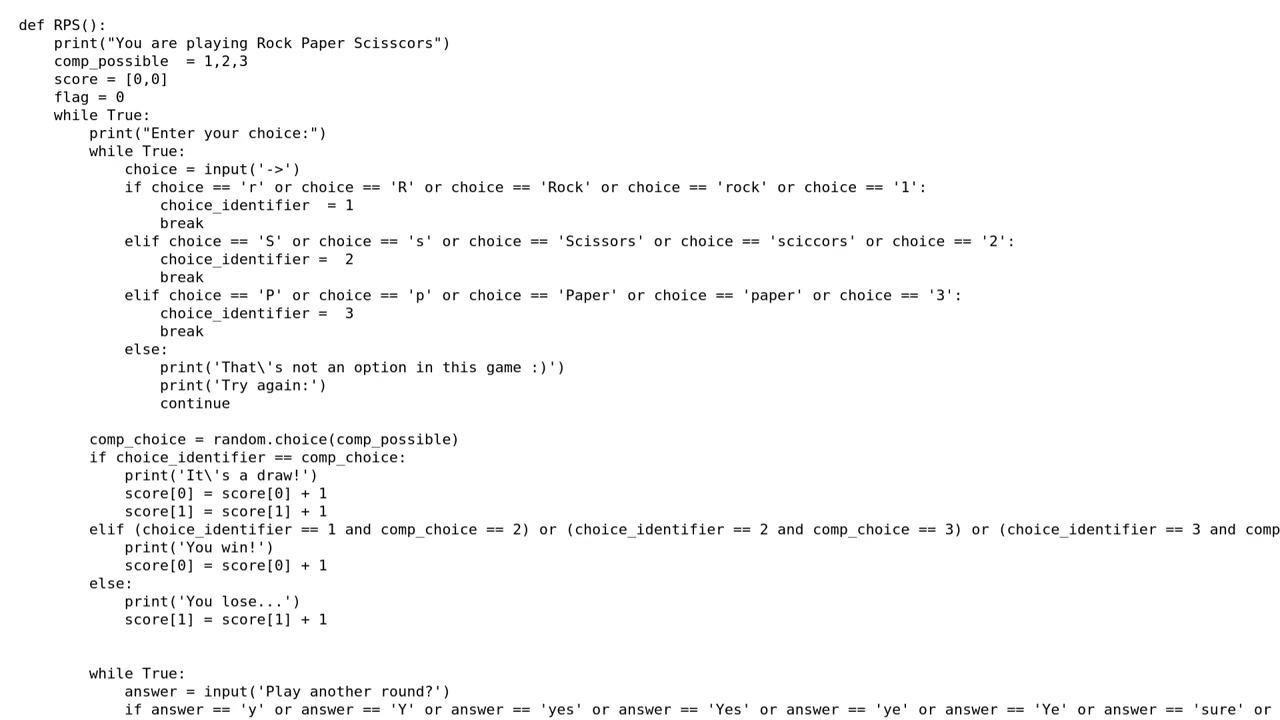 def RPS():
    print("You are playing Rock Paper Scisscors")
    comp_possible  = 1,2,3
    score = [0,0]
    flag = 0
    while True:
        print("Enter your choice:")
        while True:
            choice = input('->')
            if choice == 'r' or choice == 'R' or choice == 'Rock' or choice == 'rock' or choice == '1':
                choice_identifier  = 1
                break
            elif choice == 'S' or choice == 's' or choice == 'Scissors' or choice == 'sciccors' or choice == '2':
                choice_identifier =  2
                break
            elif choice == 'P' or choice == 'p' or choice == 'Paper' or choice == 'paper' or choice == '3':
                choice_identifier =  3
                break
            else:
                print('That\'s not an option in this game :)')
                print('Try again:')
                continue

        comp_choice = random.choice(comp_possible)
        if choice_identifier == comp_choice:
            print('It\'s a draw!')
            score[0] = score[0] + 1
            score[1] = score[1] + 1
        elif (choice_identifier == 1 and comp_choice == 2) or (choice_identifier == 2 and comp_choice == 3) or (choice_identifier == 3 and comp
            print('You win!')
            score[0] = score[0] + 1
        else:
            print('You lose...')
            score[1] = score[1] + 1


        while True:
            answer = input('Play another round?')
            if answer == 'y' or answer == 'Y' or answer == 'yes' or answer == 'Yes' or answer == 'ye' or answer == 'Ye' or answer == 'sure' or